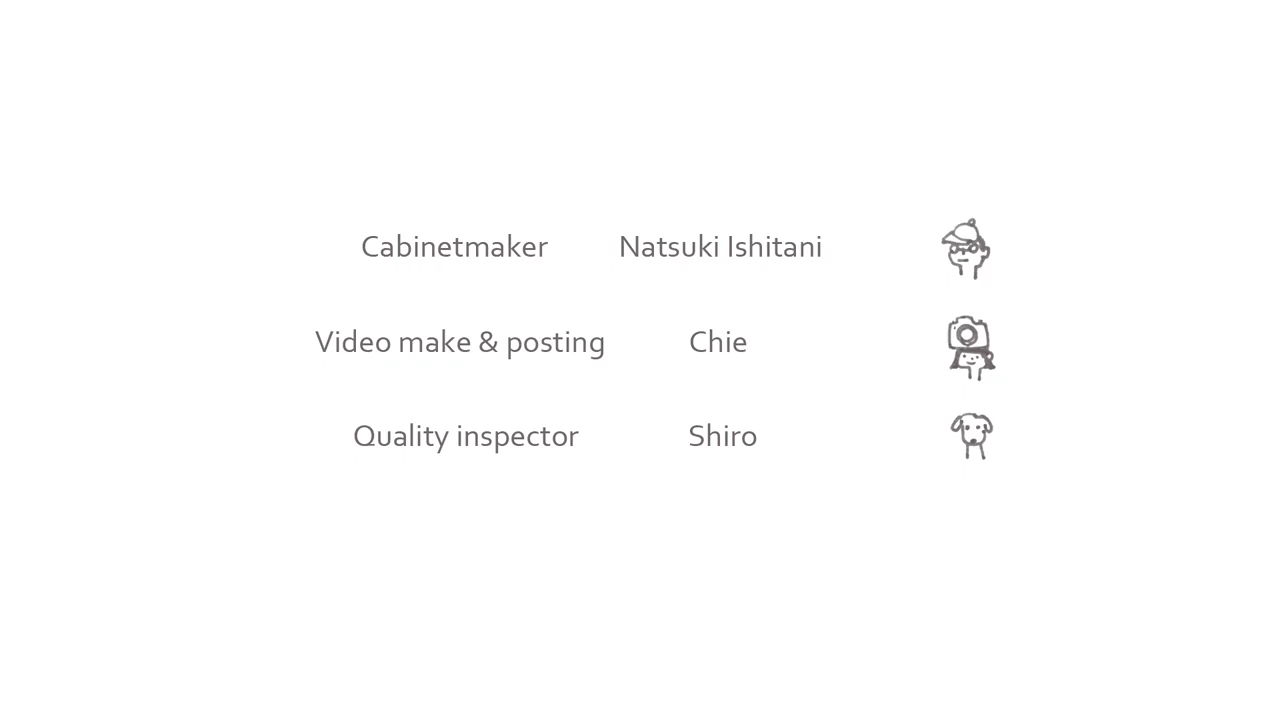 Cabinetmaker Natsuki Ishitani
Video make & posting Chie
Quality inspector Shiro